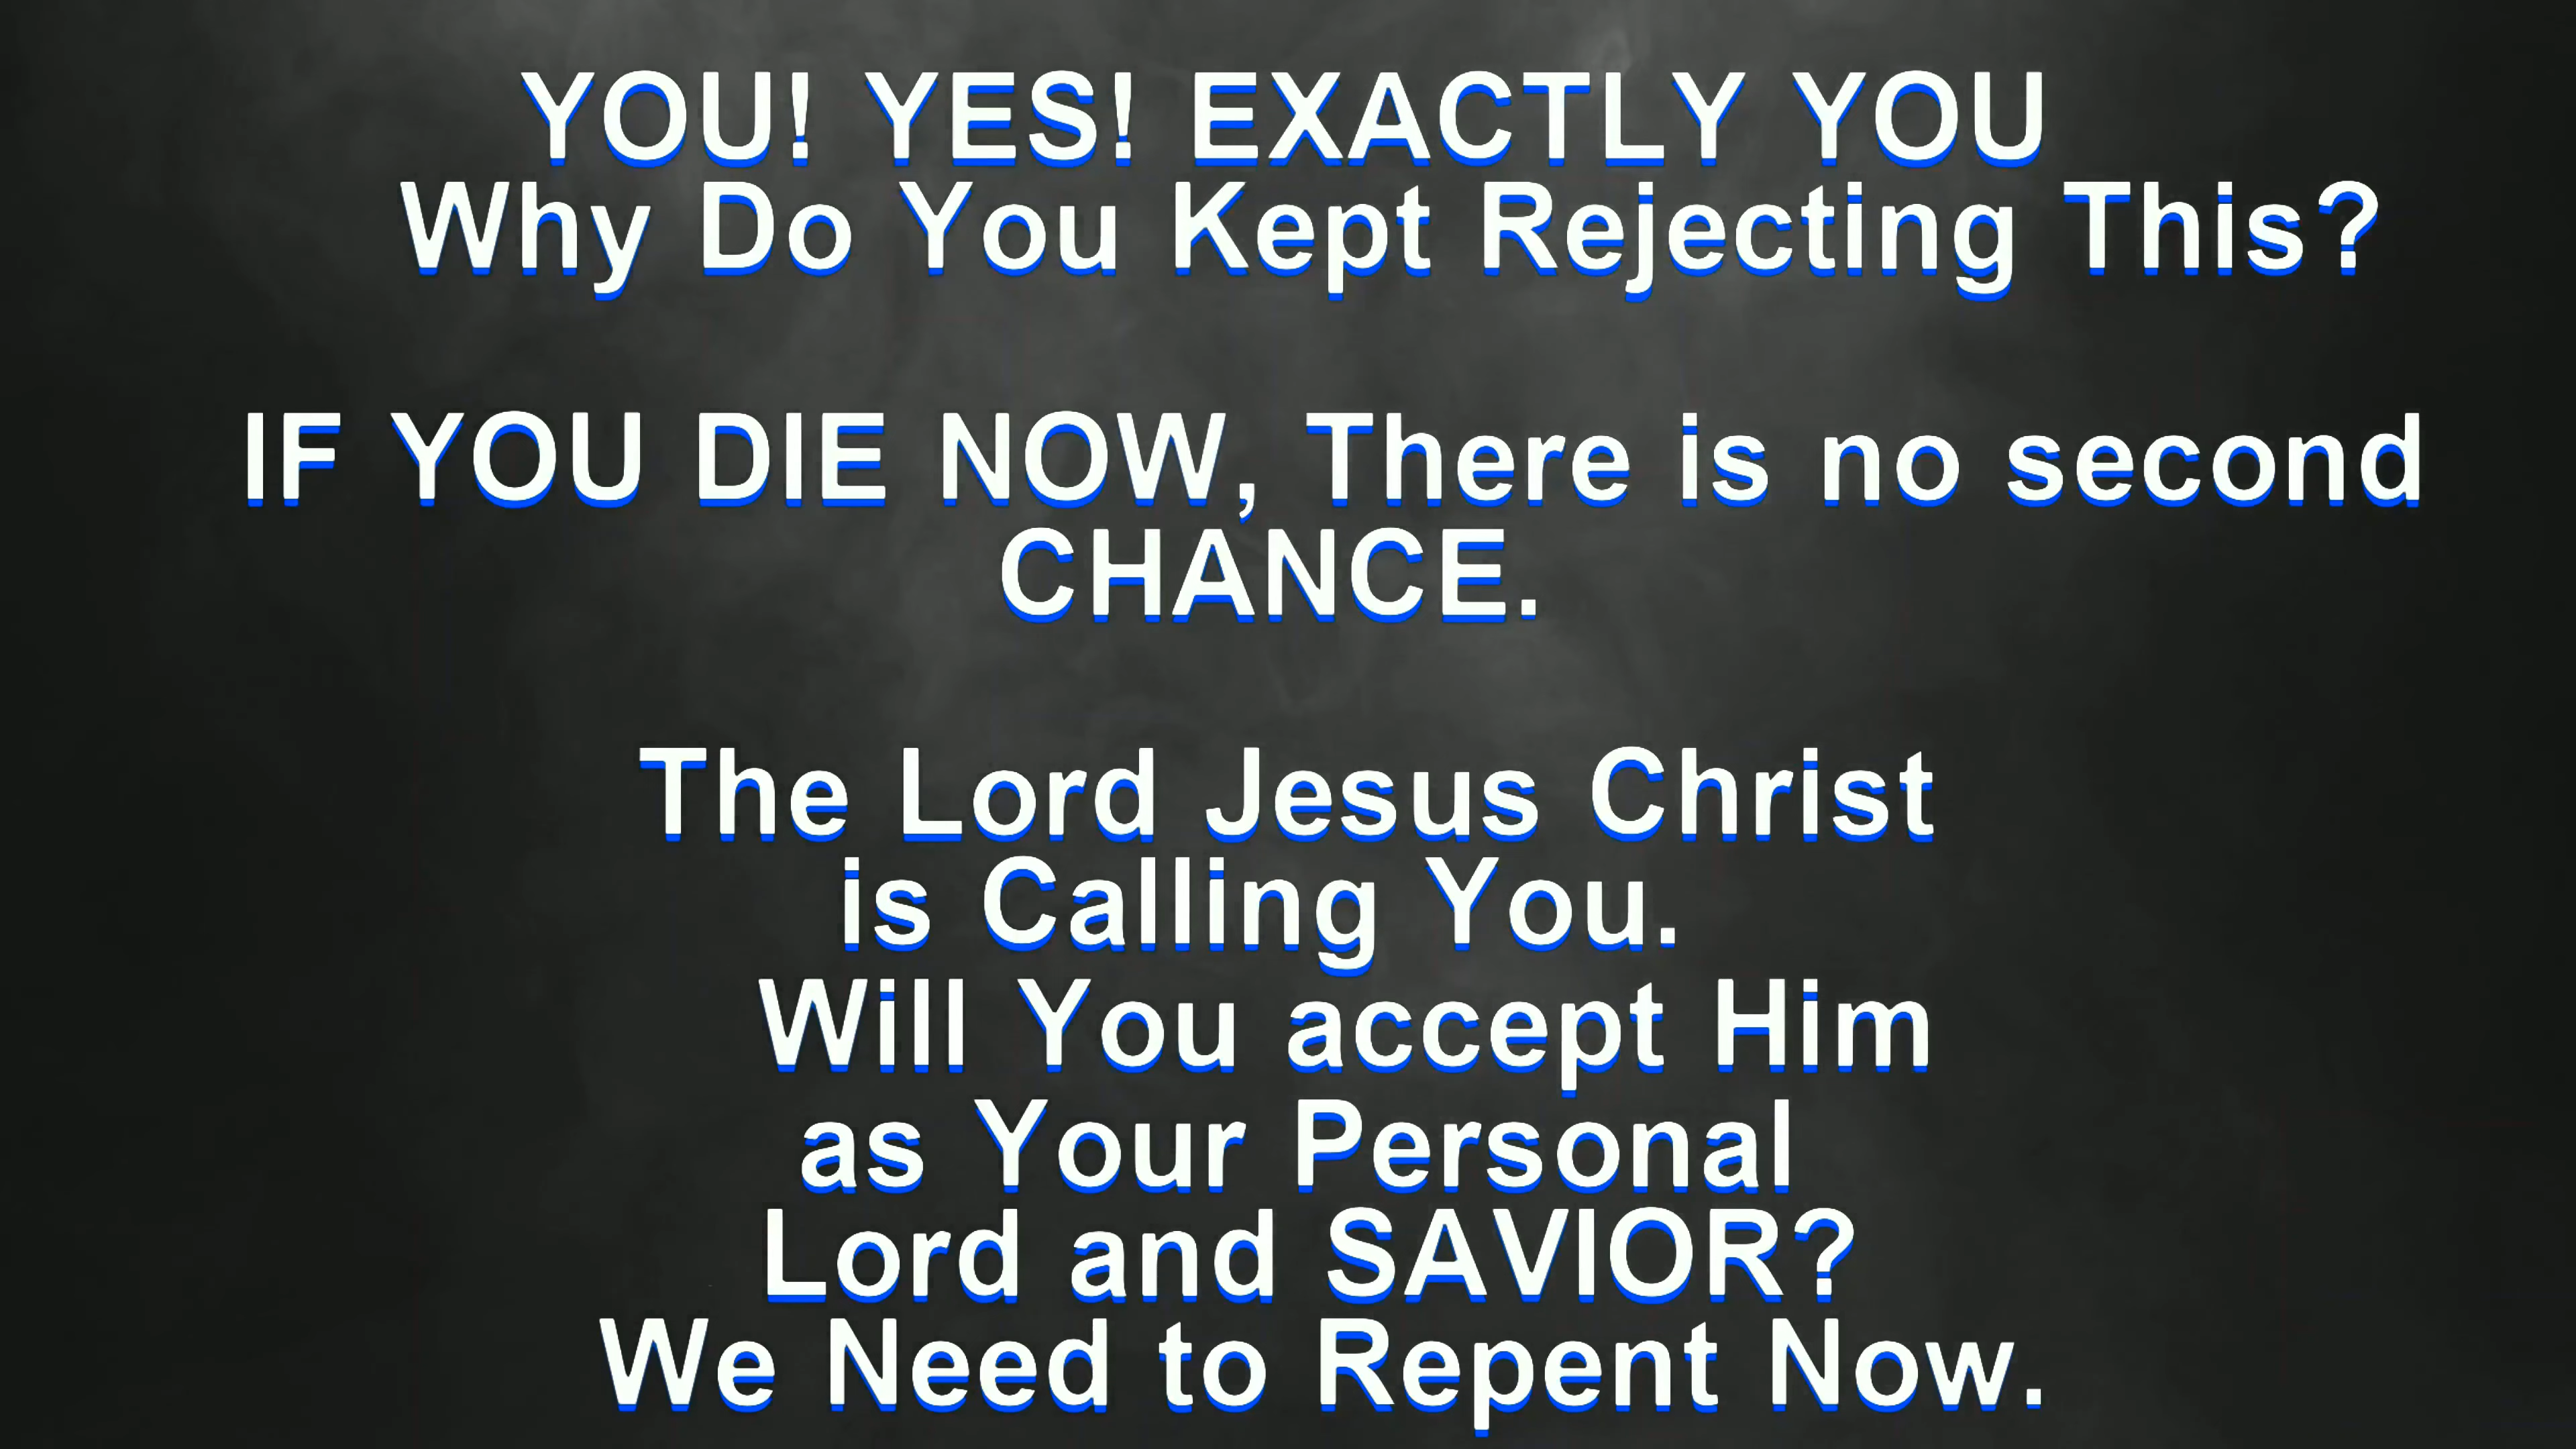 YOU! YES! EXACTLY YOU
Why Do You Kept Rejecting This?
IF YOU DIE NOW, There is no second
CHANCE.
The Lord Jesus Christ
is Calling You.
Will You accept Him
as Your Personal
Lord and SAVIOR?
We Need to Repent Now.